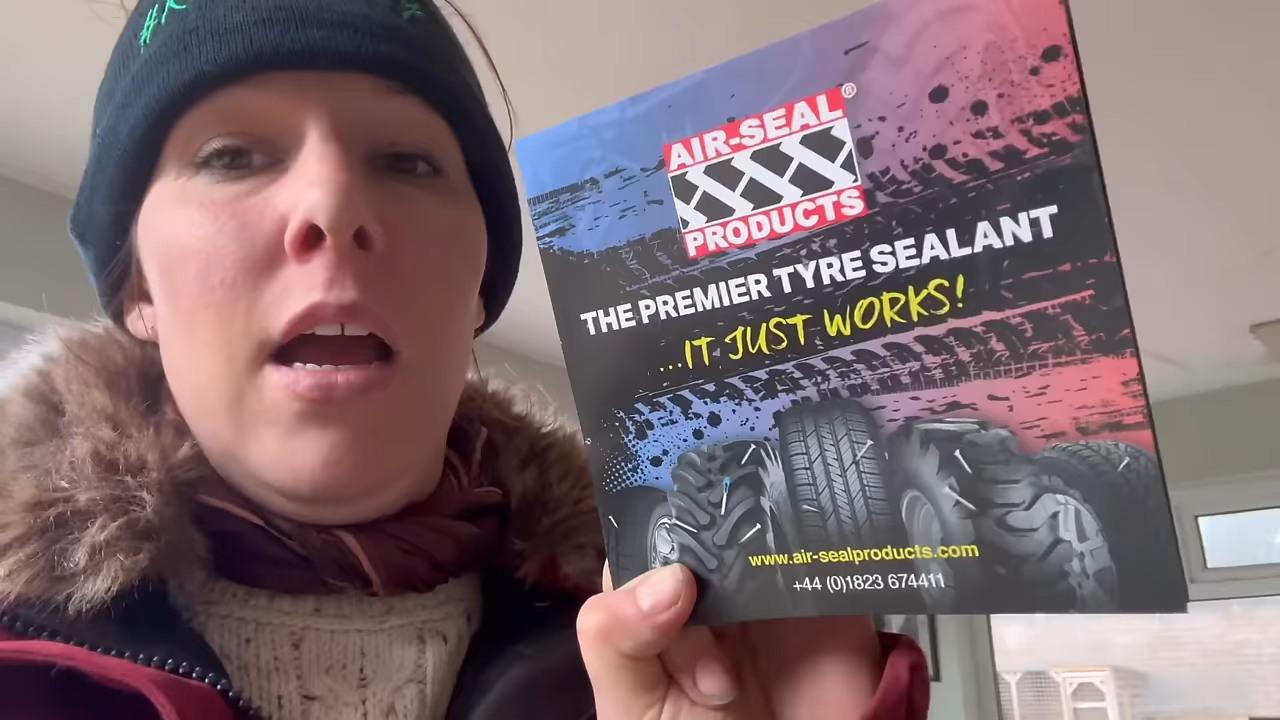 AIR-SEAL®
PRODUCTS
THE PREMIER TYRE SEALANT
...IT JUST WORKS!
www.air-sealproducts.com
+44 (0)1823 674411